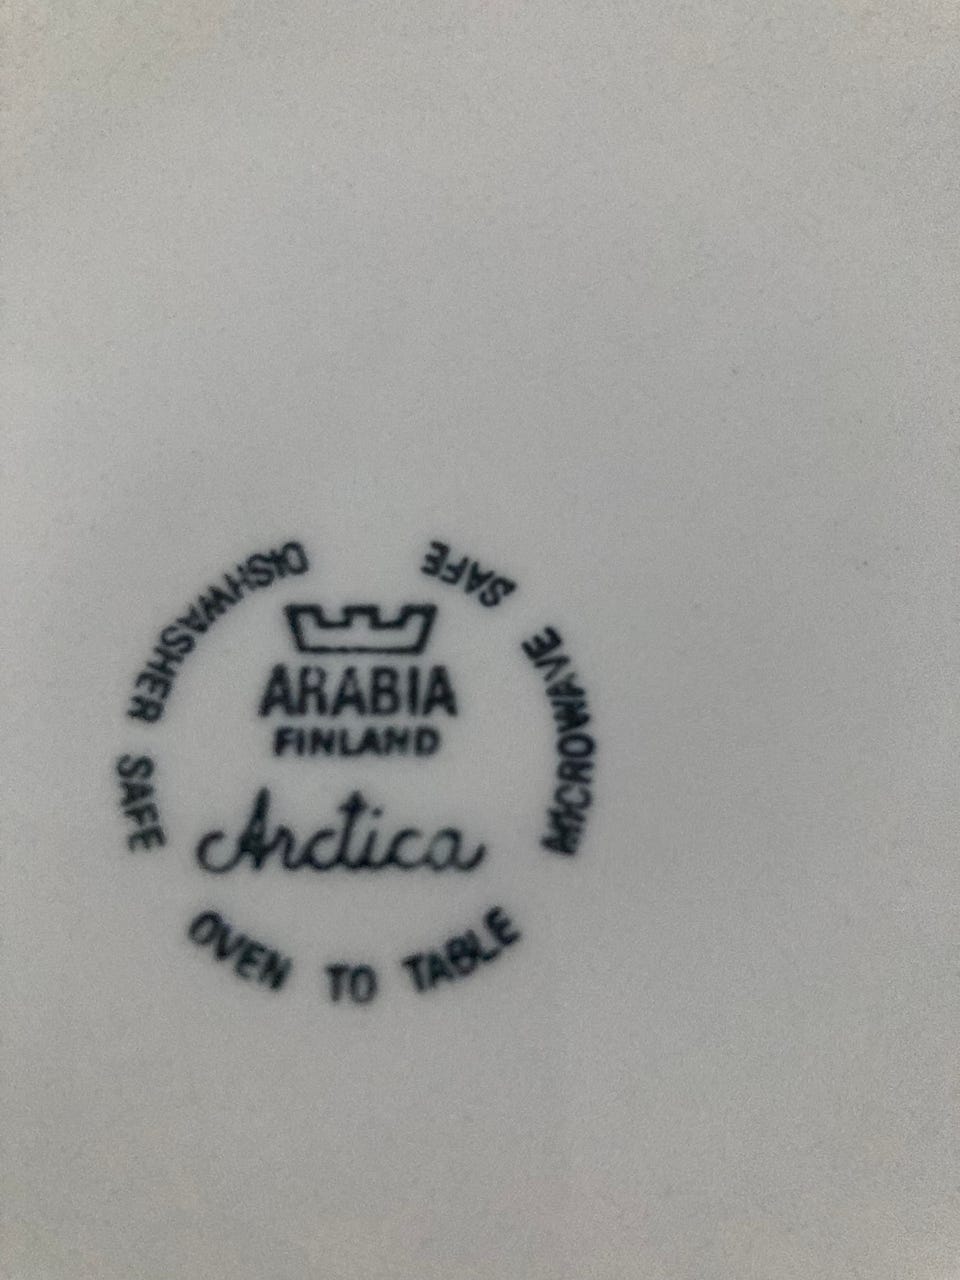 ARABIA
FINLAND
Arctica
DISHWASHER SAFE
OVEN TO TABLE
MICROWAVE SAFE